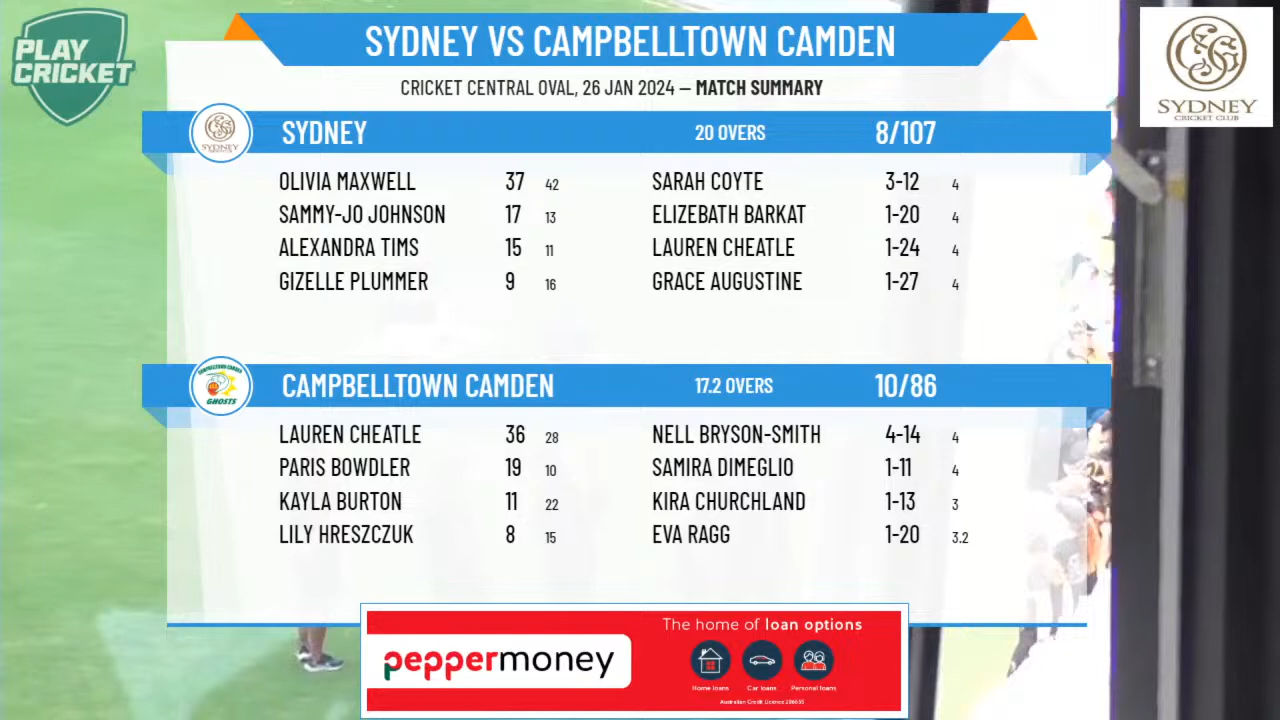 PLAY
CRICKET
SYDNEY VS CAMPBELLTOWN CAMDEN
SYDNEY
CRICKET CLUB
CRICKET CENTRAL OVAL, 26 JAN 2024 – MATCH SUMMARY
SYDNEY 20 OVERS 8/107
OLIVIA MAXWELL 37 42 SARAH COYTE 3-12 4
SAMMY-JO JOHNSON 17 13 ELIZEBATH BARKAT 1-20 4
ALEXANDRA TIMS 15 11 LAUREN CHEATLE 1-24 4
GIZELLE PLUMMER 9 16 GRACE AUGUSTINE 1-27 4
CAMPBELLTOWN CAMDEN
GHOSTS
CAMPBELLTOWN CAMDEN 17.2 OVERS 10/86
LAUREN CHEATLE 36 28 NELL BRYSON-SMITH 4-14 4
PARIS BOWDLER 19 10 SAMIRA DIMEGLIO 1-11 4
KAYLA BURTON 11 22 KIRA CHURCHLAND 1-13 3
LILY HRESZCZUK 8 15 EVA RAGG 1-20 3.2
peppermoney
The home of loan options
Home loans Car loans Personal loans